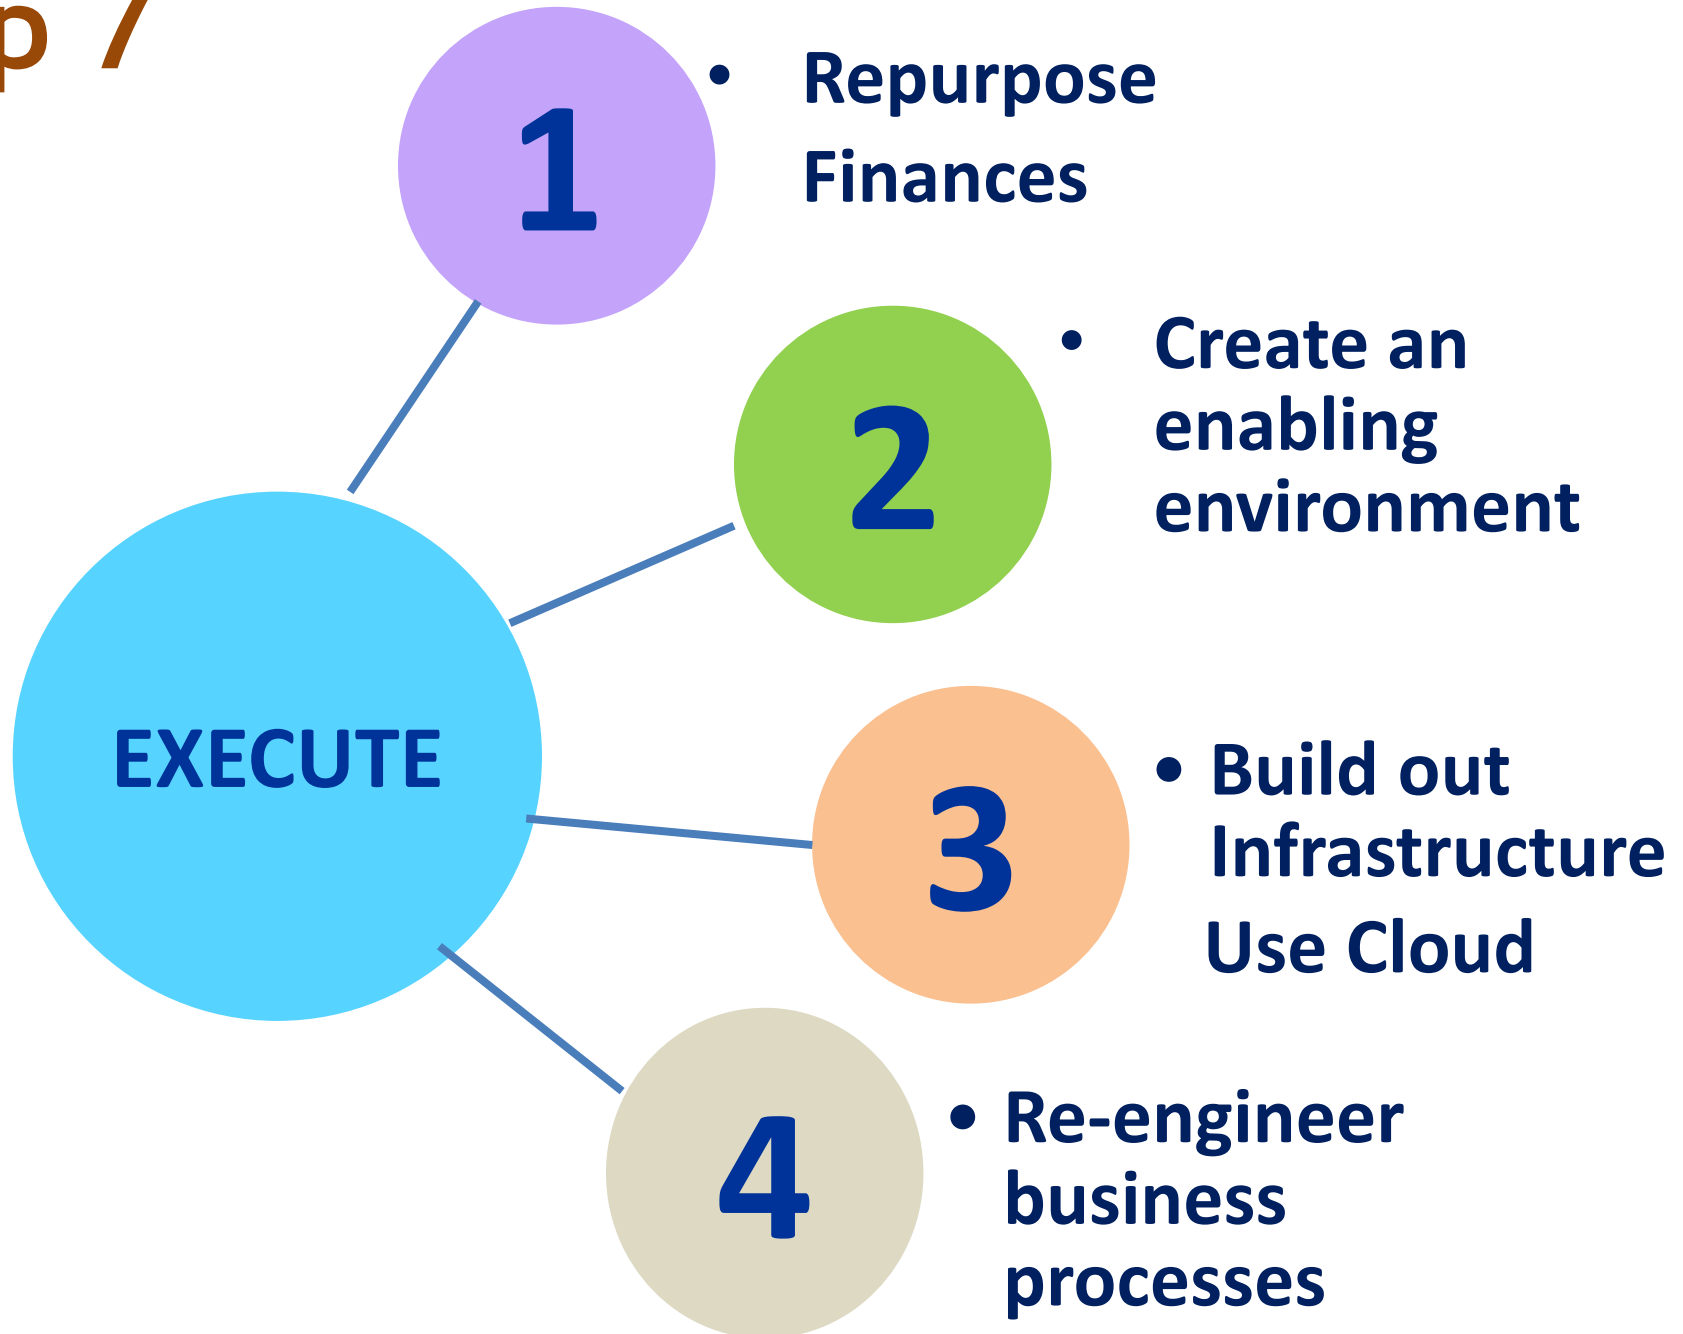 p 7
1
• Repurpose
Finances
2
• Create an
enabling
environment
EXECUTE
3
• Build out
Infrastructure
Use Cloud
4
• Re-engineer
business
processes